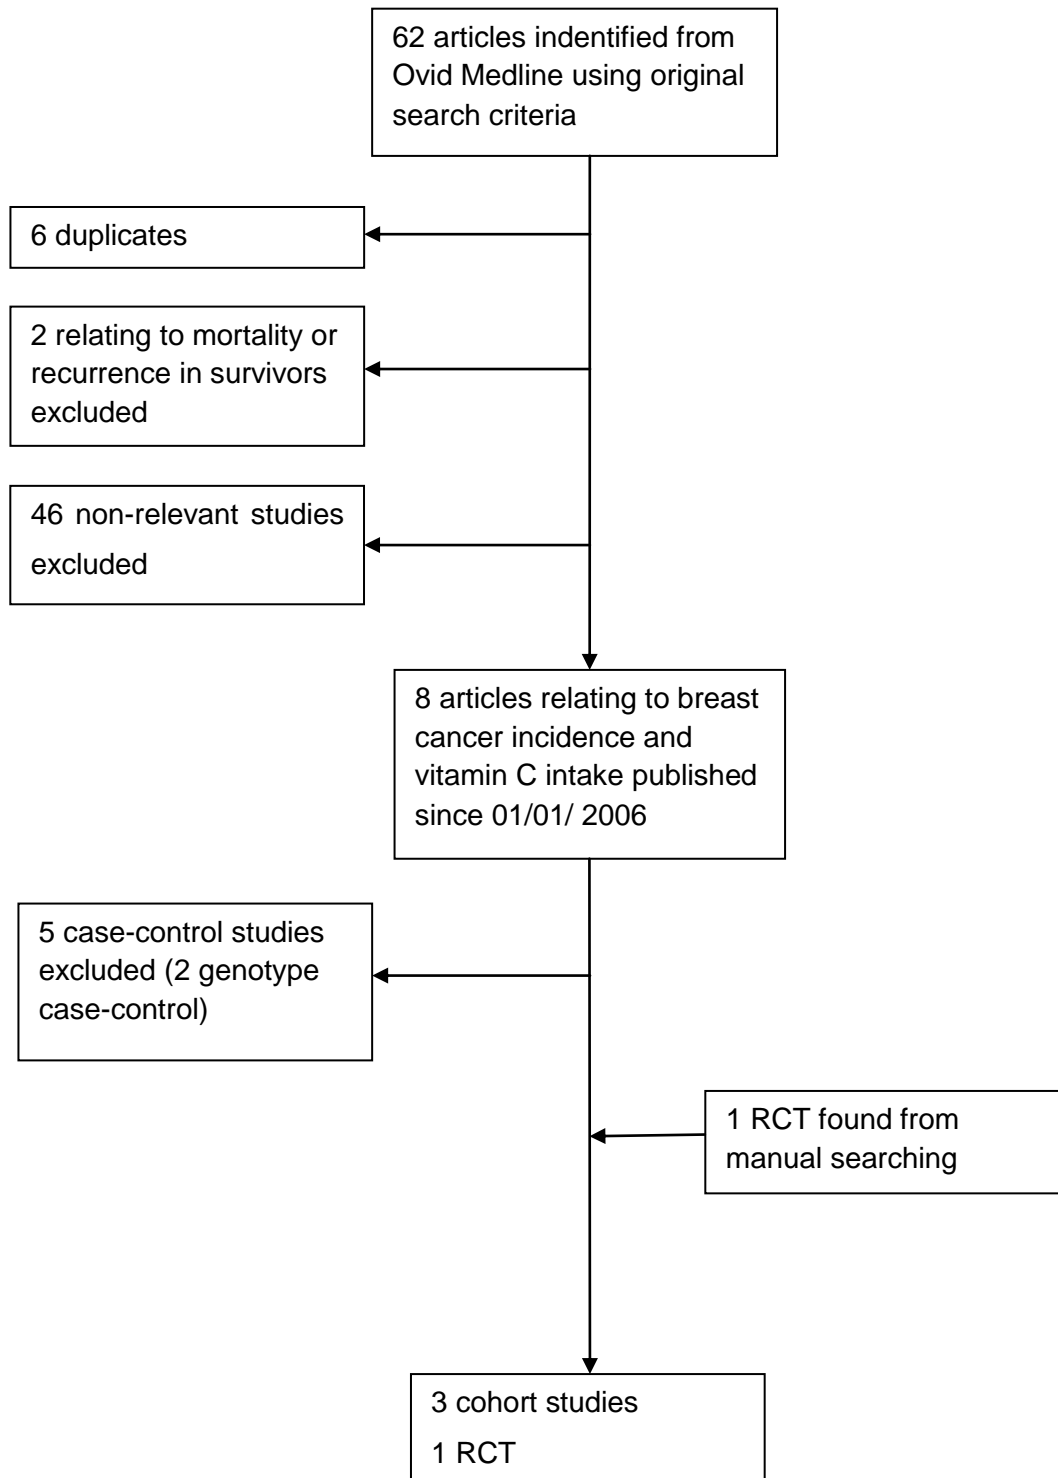 62 articles indentified from
Ovid Medline using original
search criteria
6 duplicates
2 relating to mortality or
recurrence in survivors
excluded
46 non-relevant studies
excluded
8 articles relating to breast
cancer incidence and
vitamin C intake published
since 01/01/ 2006
5 case-control studies
excluded (2 genotype
case-control)
1 RCT found from
manual searching
3 cohort studies
1 RCT